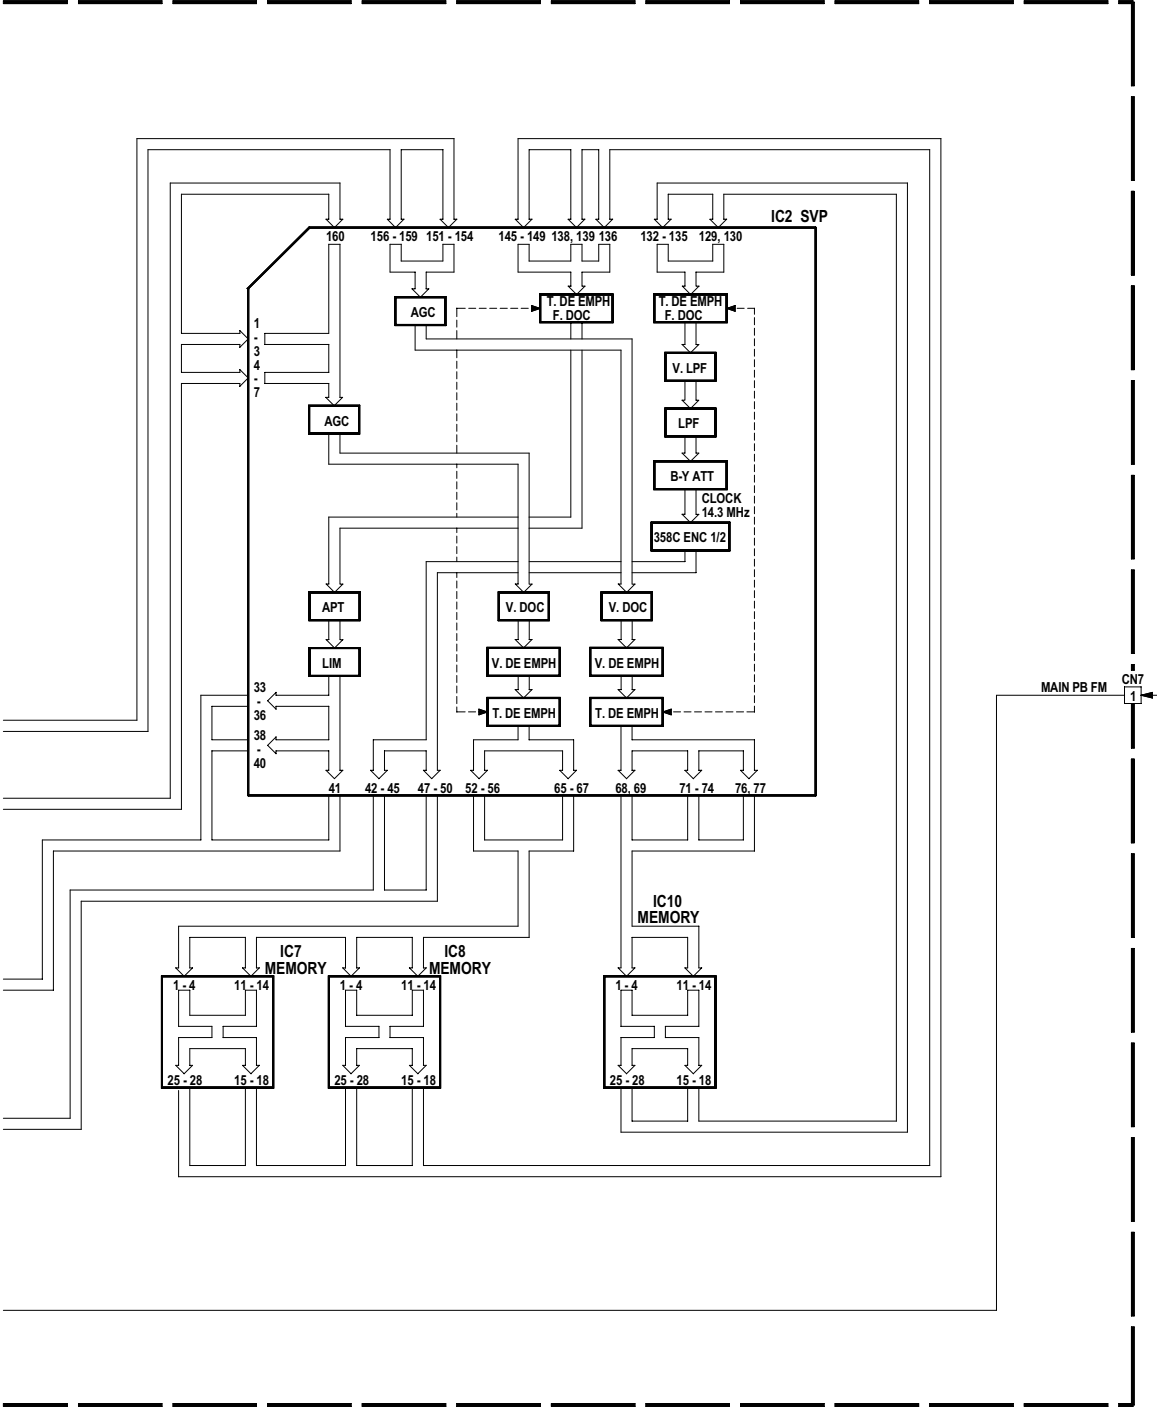 IC2 SVP
160
156 - 159
151 - 154
145 - 149
138, 139
136
132 - 135
129, 130
AGC
T. DE EMPH
F. DOC
T. DE EMPH
F. DOC
1
-
3
4
-
7
V. LPF
AGC
LPF
B-Y ATT
CLOCK
14.3 MHz
358C ENC 1/2
APT
V. DOC
V. DOC
LIM
V. DE EMPH
V. DE EMPH
33
-
36
T. DE EMPH
T. DE EMPH
38
-
40
MAIN PB FM
CN7
1
41
42 - 45
47 - 50
52 - 56
65 - 67
68, 69
71 - 74
76, 77
IC10
MEMORY
IC7
MEMORY
IC8
MEMORY
1 - 4
11 - 14
1 - 4
11 - 14
1 - 4
11 - 14
25 - 28
15 - 18
25 - 28
15 - 18
25 - 28
15 - 18